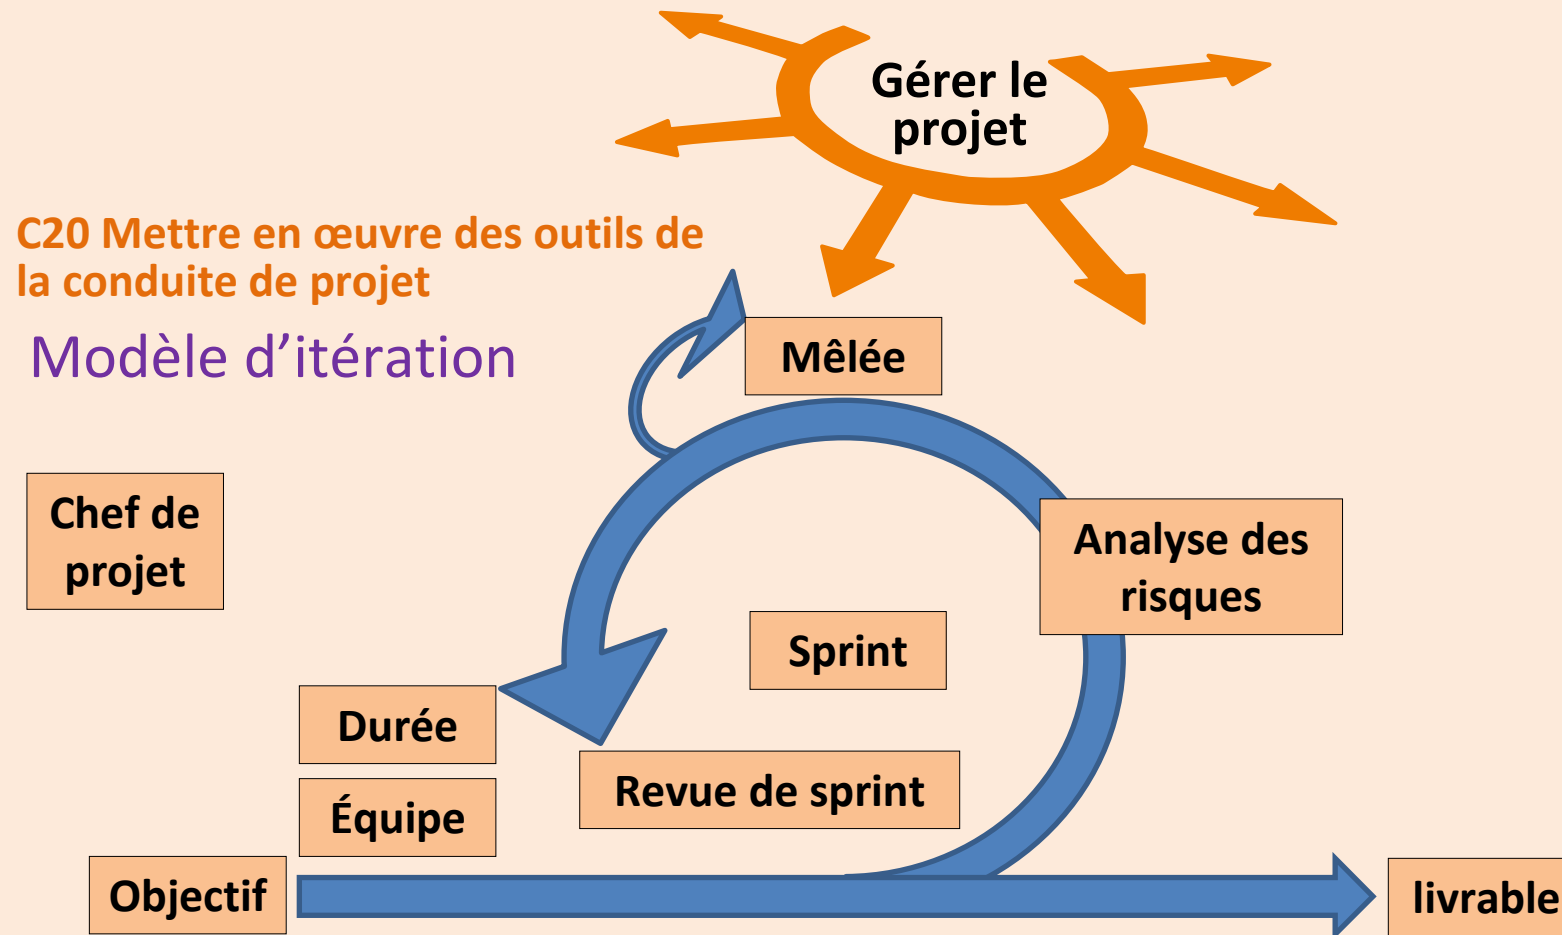 Gérer le
projet
C20 Mettre en œuvre des outils de
la conduite de projet
Modèle d’itération
Mêlée
Chef de
projet
Analyse des
risques
Sprint
Durée
Revue de sprint
Équipe
Objectif
livrable